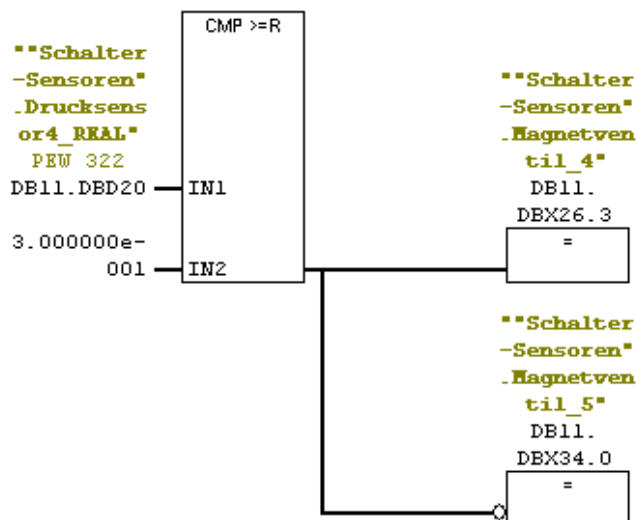 CMP >=R
""Schalter
-Sensoren"
.Drucksens
or4_REAL"
PEW 322
DB11.DBD20
IN1
3.000000e-
001
IN2
""Schalter
-Sensoren"
.Magnetven
til_4"
DB11.
DBX26.3
=
""Schalter
-Sensoren"
.Magnetven
til_5"
DB11.
DBX34.0
=